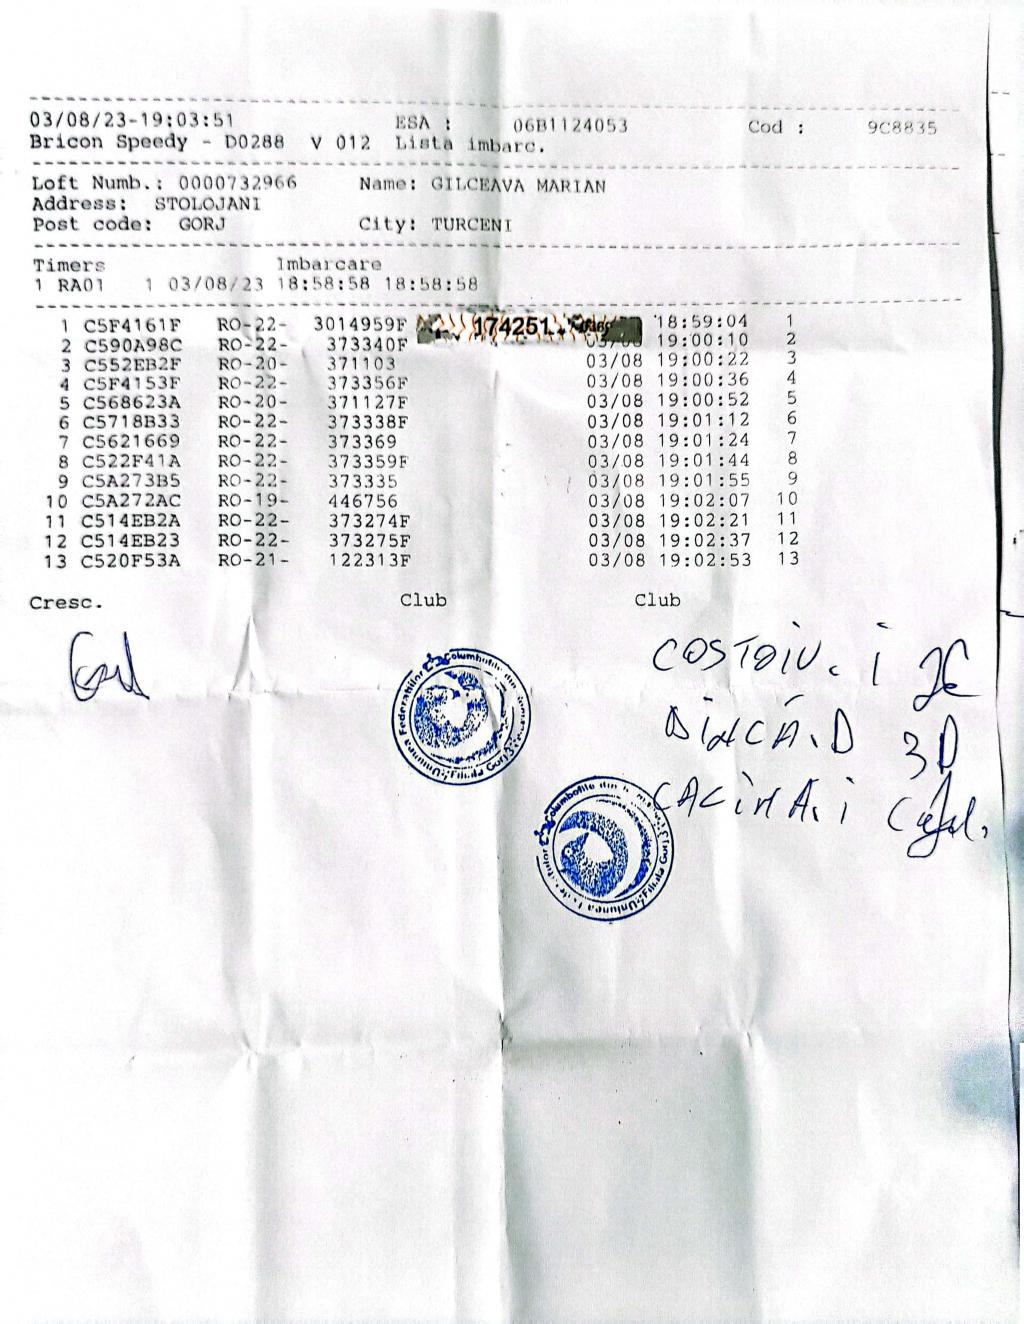 03/08/23-19:03:51 ESA : 06B1124053 Cod : 9C8835
Bricon Speedy - D0288 V 012 Lista imbarc.
Loft Numb.: 0000732966 Name: GILCEAVA MARIAN
Address: STOLOJANI
Post code: GORJ City: TURCENI
Timers Imbarcare
1 RA01 1 03/08/23 18:58:58 18:58:58
1 C5F4161F RO-22- 3014959F 174251 18:59:04 1
2 C590A98C RO-22- 373340F 03/08 19:00:10 2
3 C552EB2F RO-20- 371103 03/08 19:00:22 3
4 C5F4153F RO-22- 373356F 03/08 19:00:36 4
5 C568623A RO-20- 371127F 03/08 19:00:52 5
6 C5718B33 RO-22- 373338F 03/08 19:01:12 6
7 C5621669 RO-22- 373369 03/08 19:01:24 7
8 C522F41A RO-22- 373359F 03/08 19:01:44 8
9 C5A273B5 RO-22- 373335 03/08 19:01:55 9
10 C5A272AC RO-19- 446756 03/08 19:02:07 10
11 C514EB2A RO-22- 373274F 03/08 19:02:21 11
12 C514EB23 RO-22- 373275F 03/08 19:02:37 12
13 C520F53A RO-21- 122313F 03/08 19:02:53 13
Cresc. Club Club
Uniunea Federatiilor Columbofile din Filiala Gorj